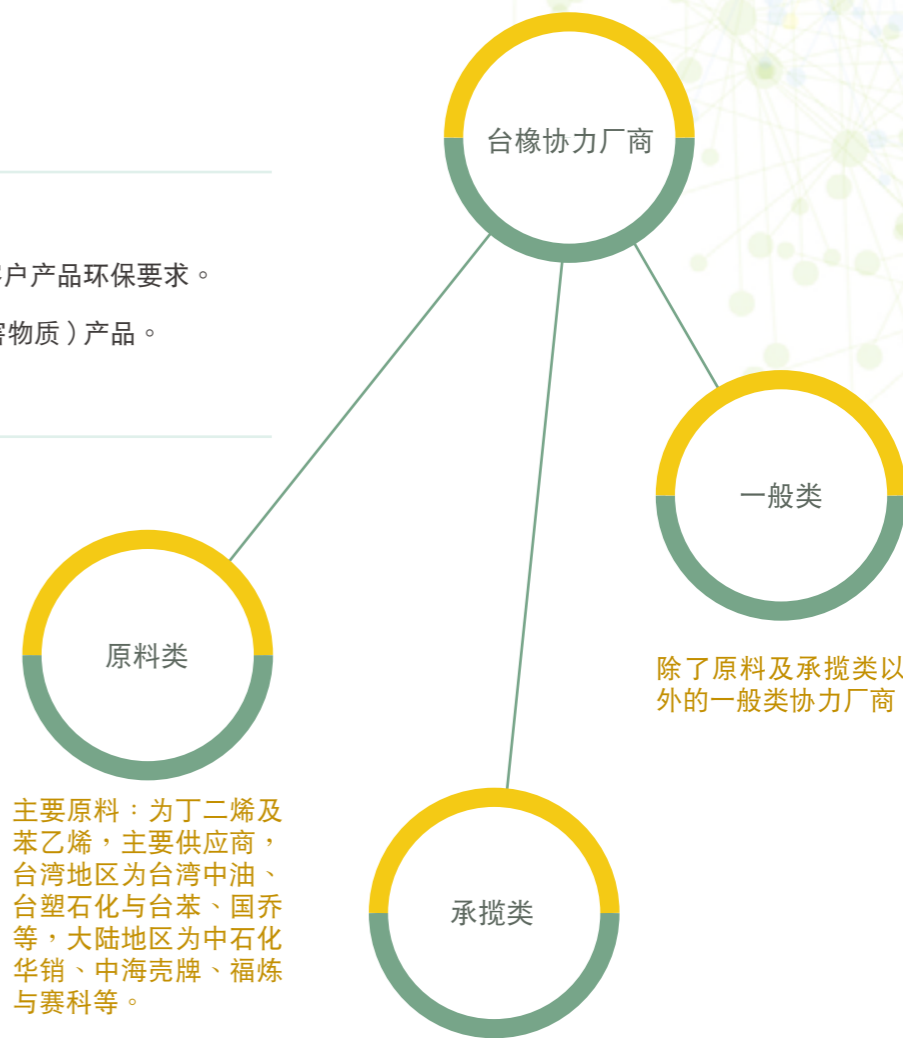 台橡协力厂商
户产品环保要求。
物质）产品。
一般类
除了原料及承揽类以
外的一般类协力厂商
原料类
主要原料：为丁二烯及
苯乙烯，主要供应商，
台湾地区为台湾中油、
台塑石化与台苯、国乔
等，大陆地区为中石化
华销、中海壳牌、福炼
与赛科等。
承揽类